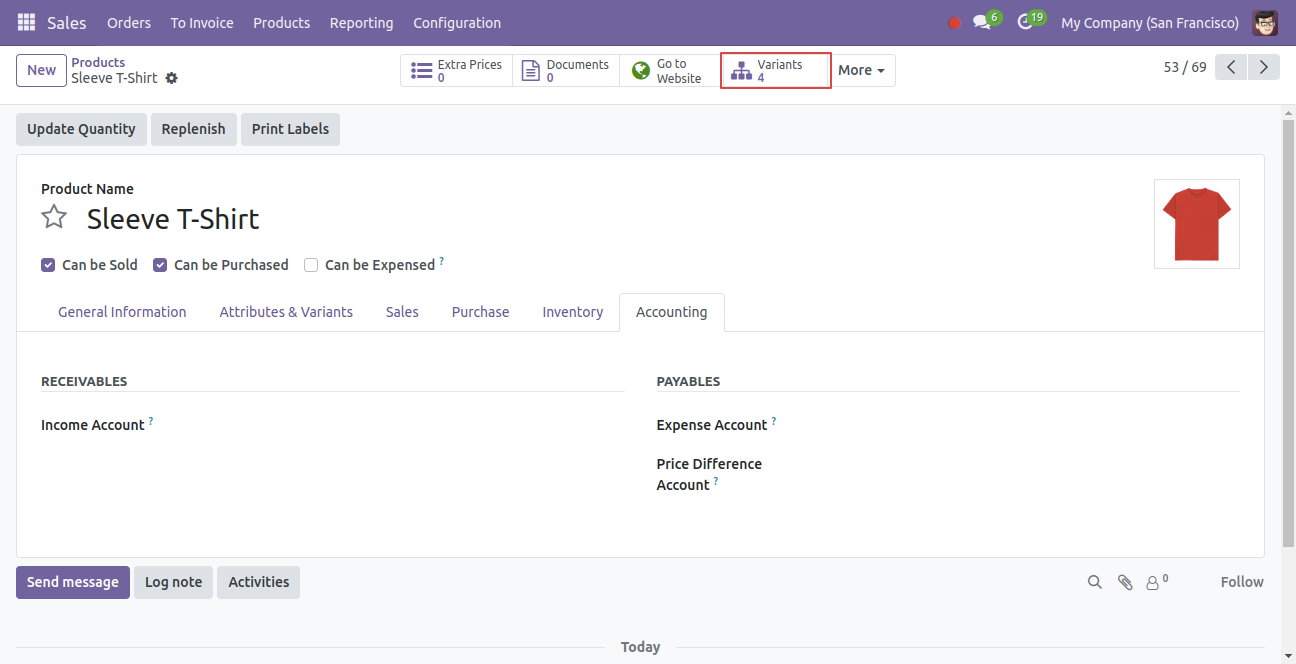 Sales Orders To Invoice Products Reporting Configuration 6 19 My Company (San Francisco)
New Products Sleeve T-Shirt Extra Prices 0 Documents 0 Go to Website Variants 4 More 53 / 69
Update Quantity Replenish Print Labels
Product Name
Sleeve T-Shirt
Can be Sold Can be Purchased Can be Expensed ?
General Information Attributes & Variants Sales Purchase Inventory Accounting
RECEIVABLES PAYABLES
Income Account ? Expense Account ?
Price Difference
Account ?
Send message Log note Activities 0 Follow
Today